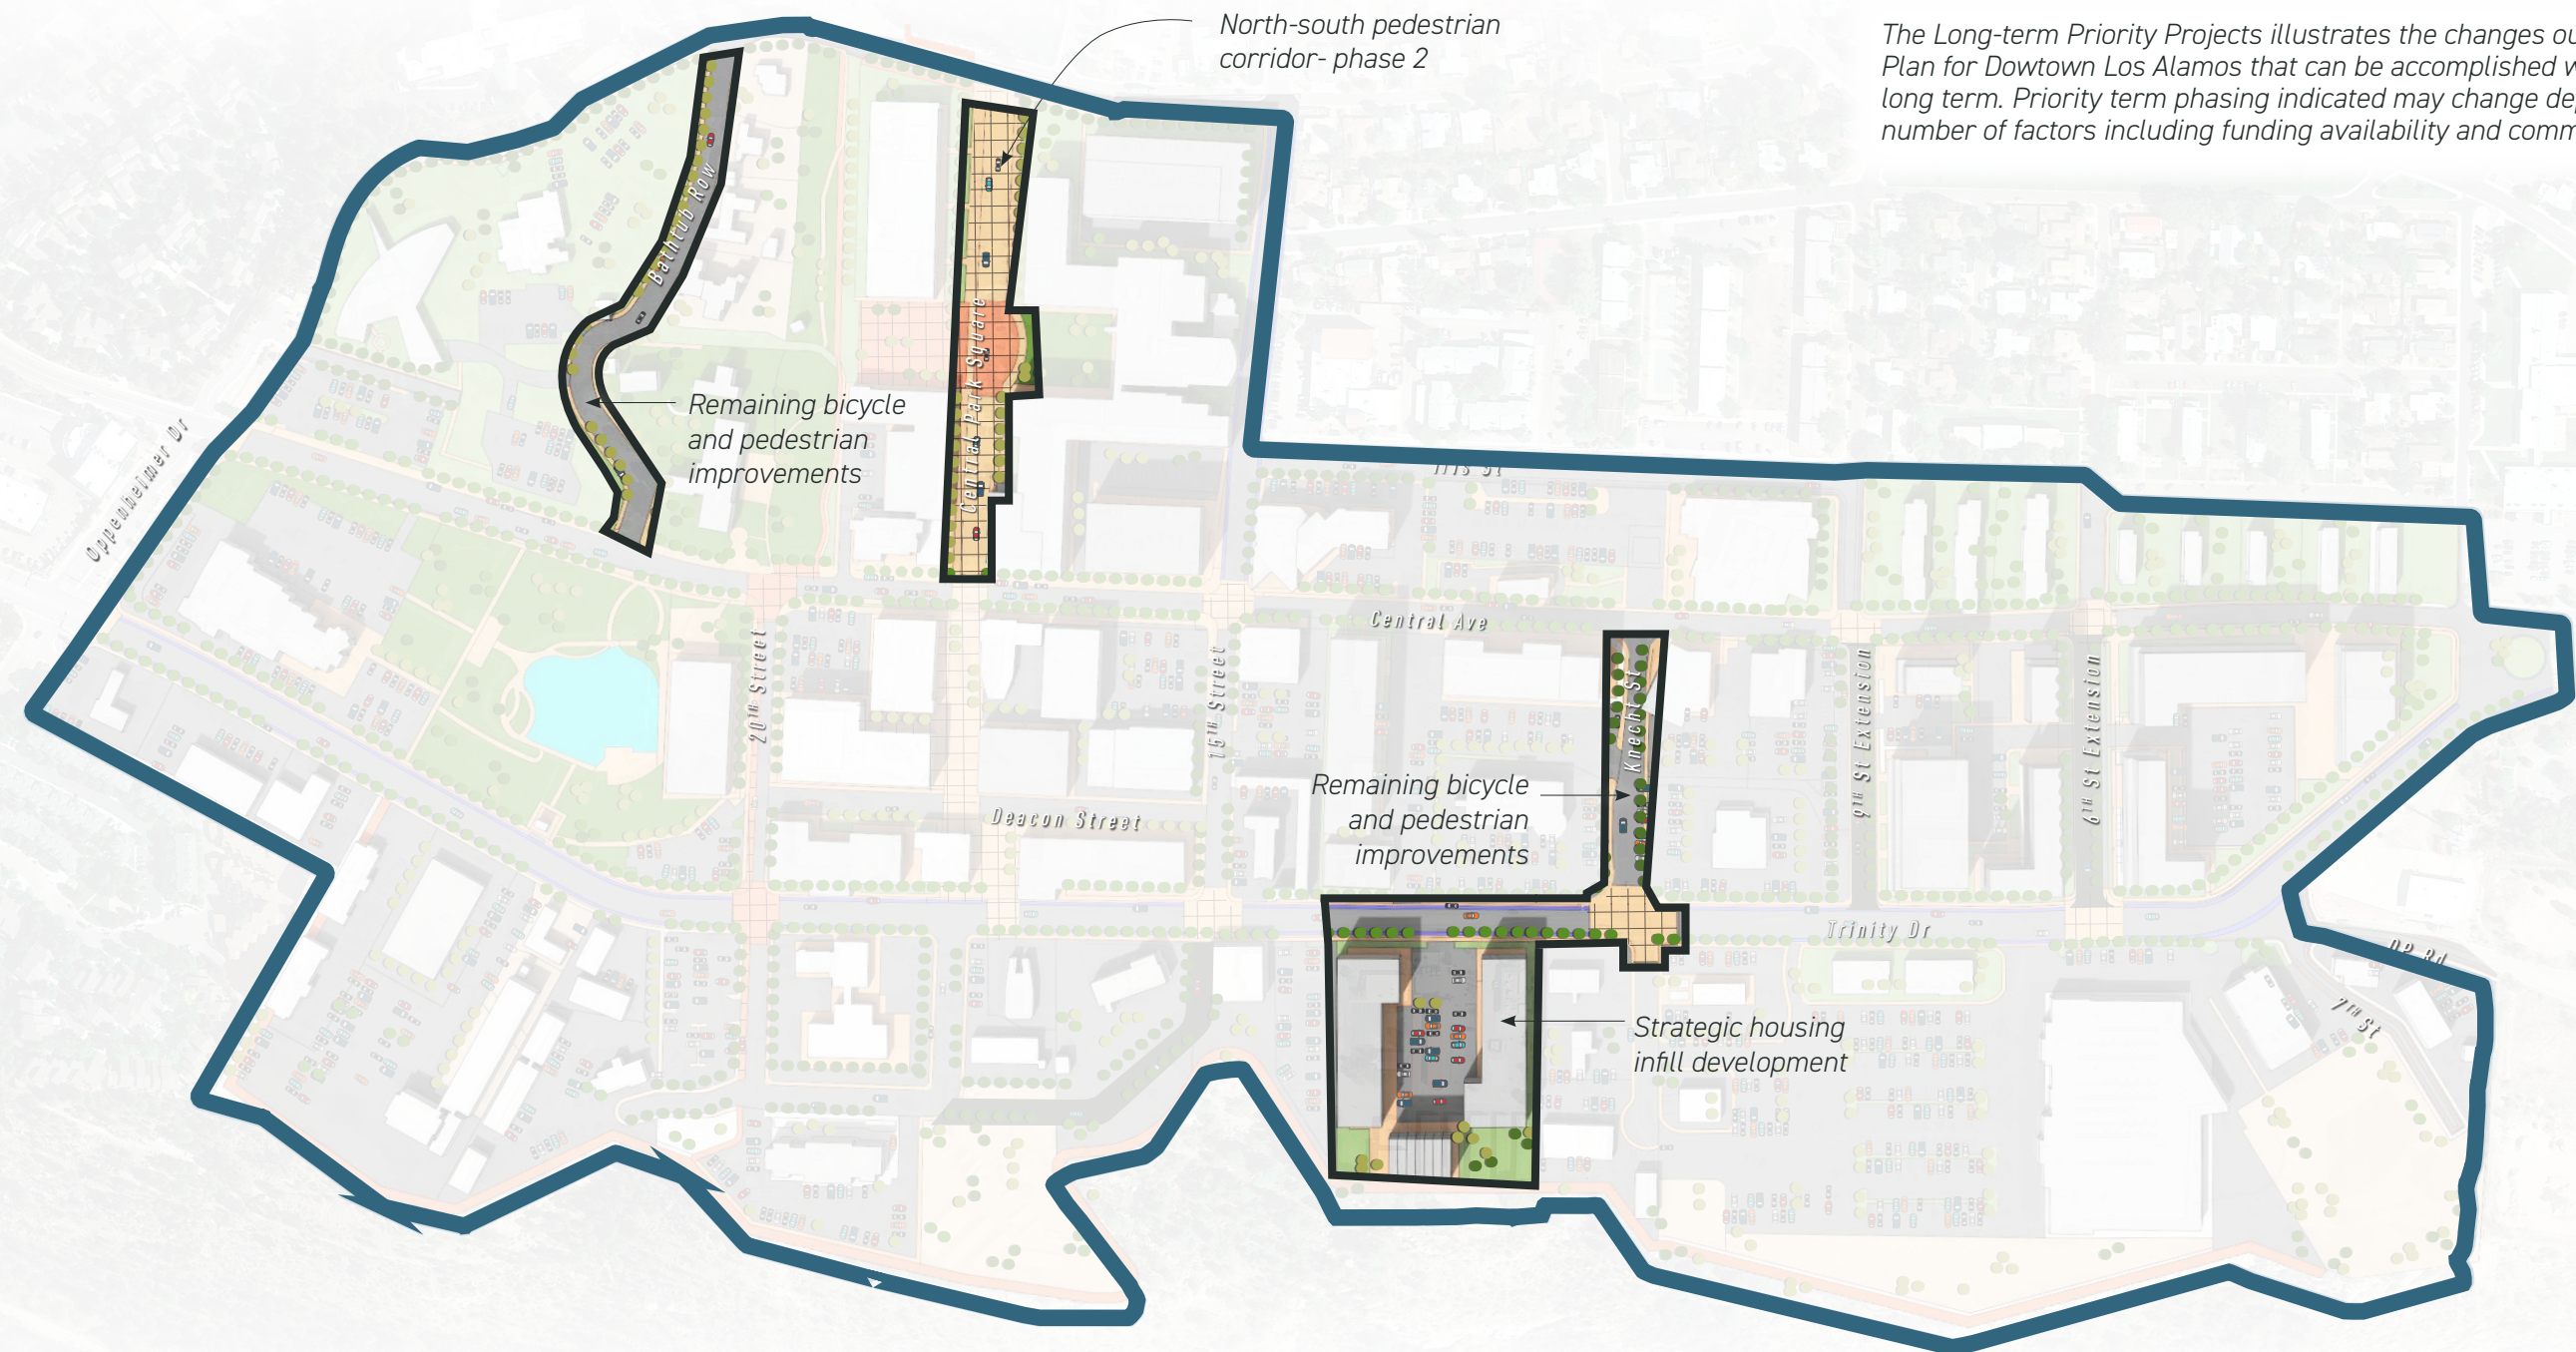 North-south pedestrian
corridor- phase 2
The Long-term Priority Projects illustrates the changes
Plan for Dowtown Los Alamos that can be accomplished
long term. Priority term phasing indicated may change
number of factors including funding availability and
Bathtub Row
Central Park Square
Remaining bicycle
and pedestrian
improvements
Oppenheimer Dr
Central Ave
20TH Street
15TH Street
Knecht St
9TH St Extension
6TH St Extension
Remaining bicycle
and pedestrian
improvements
Deacon Street
Trinity Dr
DP Rd
7TH St
Strategic housing
infill development